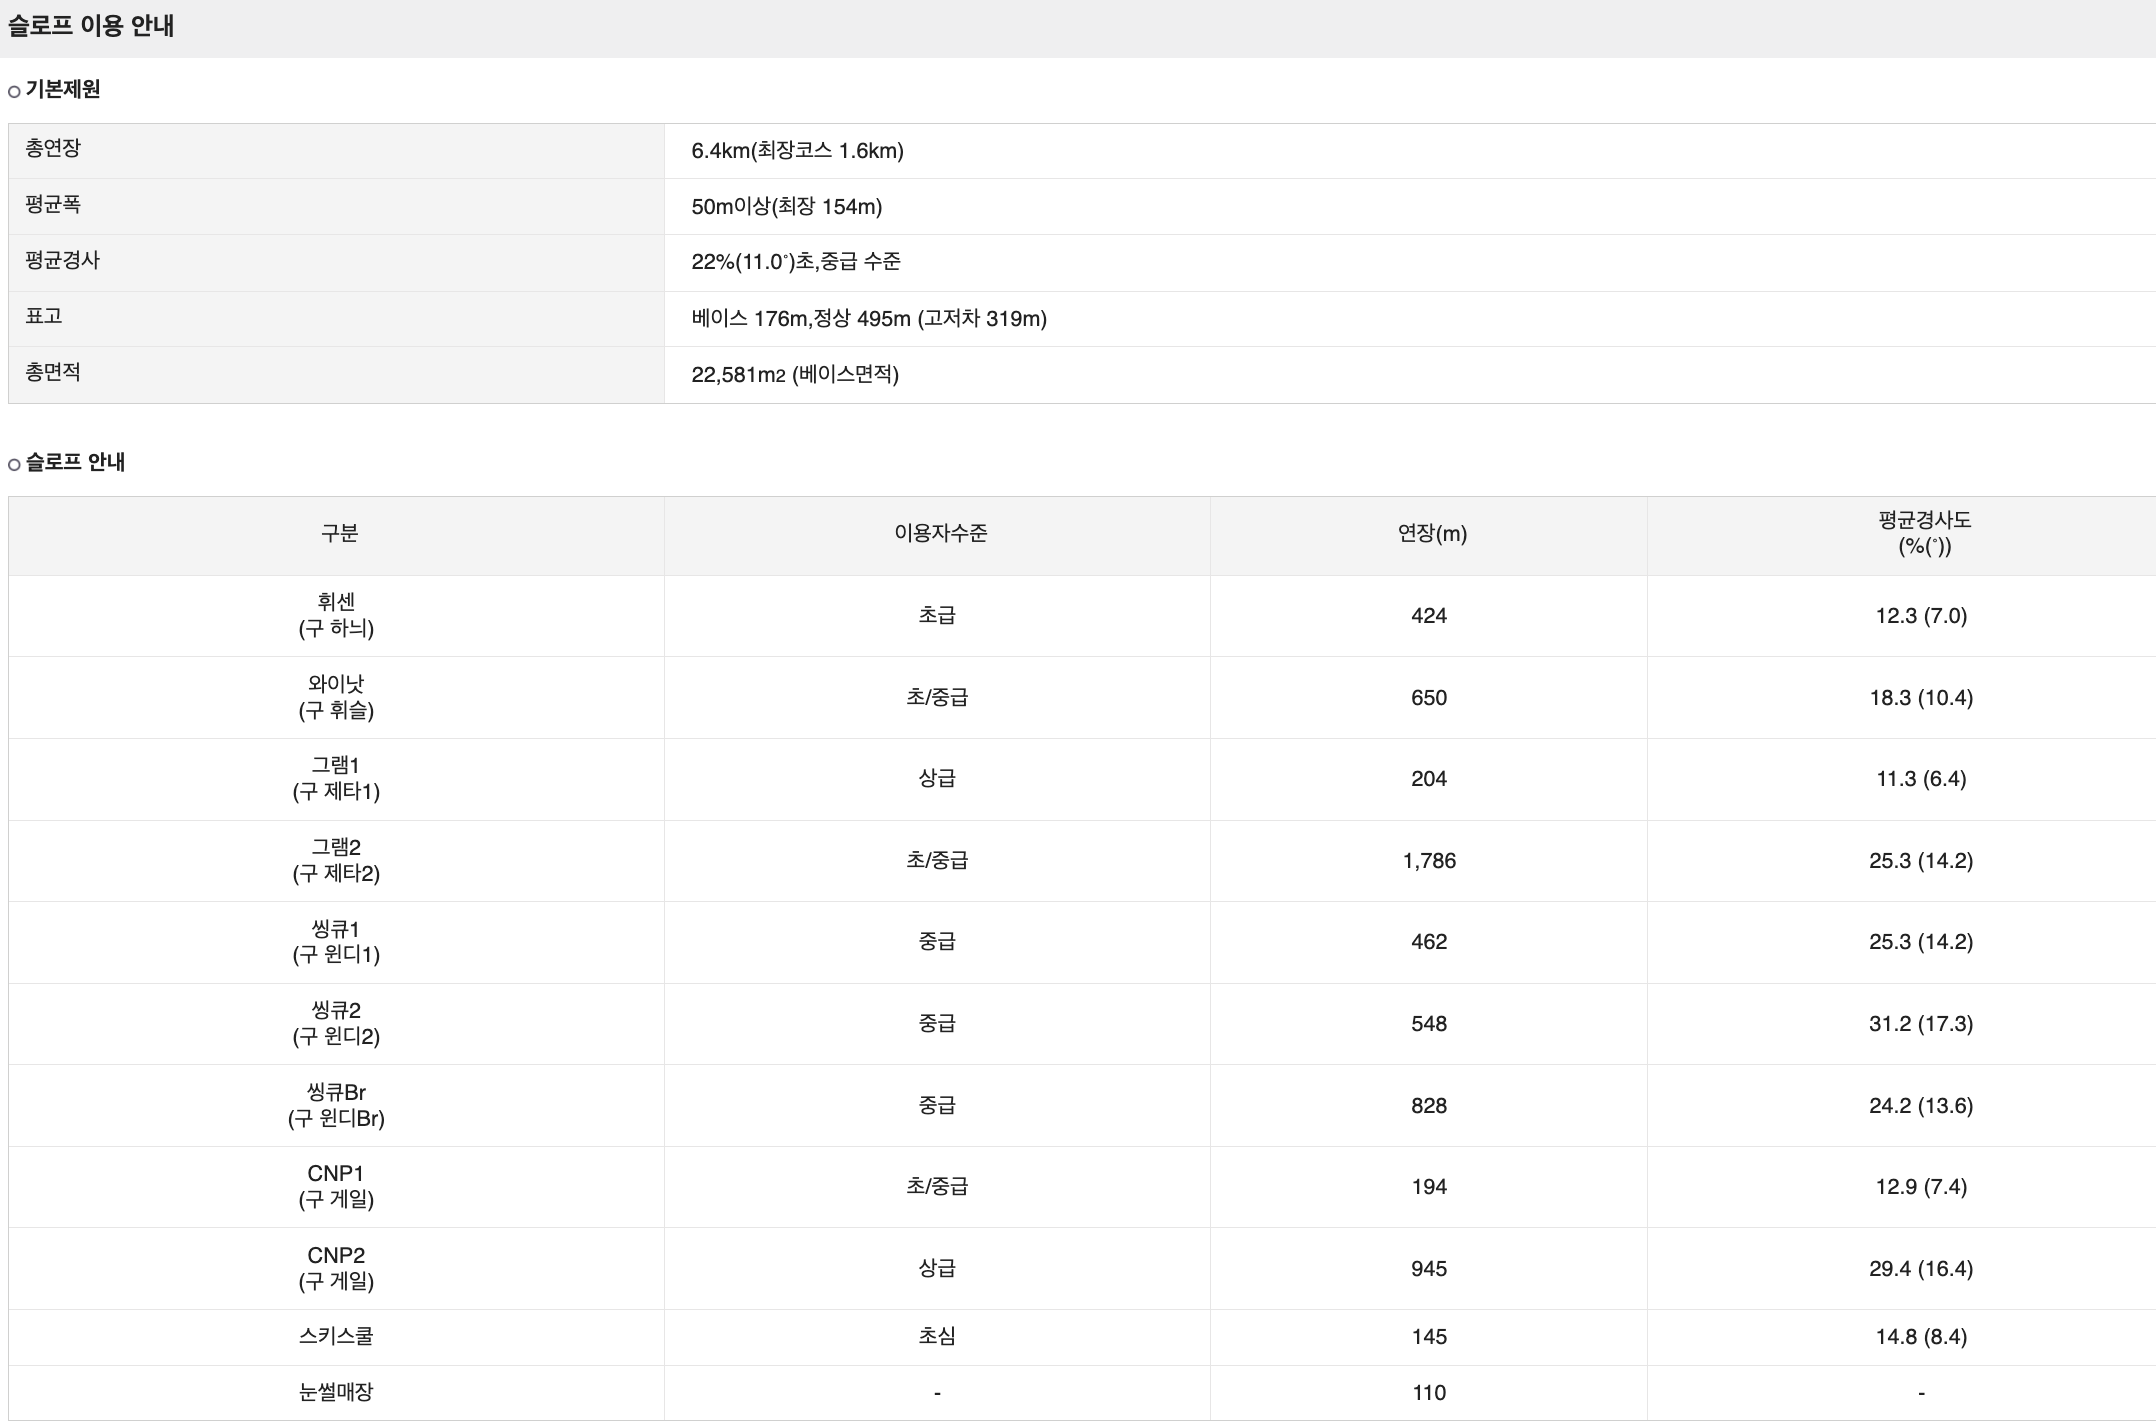 슬로프 이용 안내
기본제원
총연장 6.4km(최장코스 1.6km)
평균폭 50m이상(최장 154m)
평균경사 22%(11.0˚)초,중급 수준
표고 베이스 176m,정상 495m (고저차 319m)
총면적 22,581m2 (베이스면적)
슬로프 안내
구분 이용자수준 연장(m) 평균경사도
(%(˚))
휘센
(구 하늬) 초급 424 12.3 (7.0)
와이낫
(구 휘슬) 초/중급 650 18.3 (10.4)
그램1
(구 제타1) 상급 204 11.3 (6.4)
그램2
(구 제타2) 초/중급 1,786 25.3 (14.2)
씽큐1
(구 윈디1) 중급 462 25.3 (14.2)
씽큐2
(구 윈디2) 중급 548 31.2 (17.3)
씽큐Br
(구 윈디Br) 중급 828 24.2 (13.6)
CNP1
(구 게일) 초/중급 194 12.9 (7.4)
CNP2
(구 게일) 상급 945 29.4 (16.4)
스키스쿨 초심 145 14.8 (8.4)
눈썰매장 - 110 -